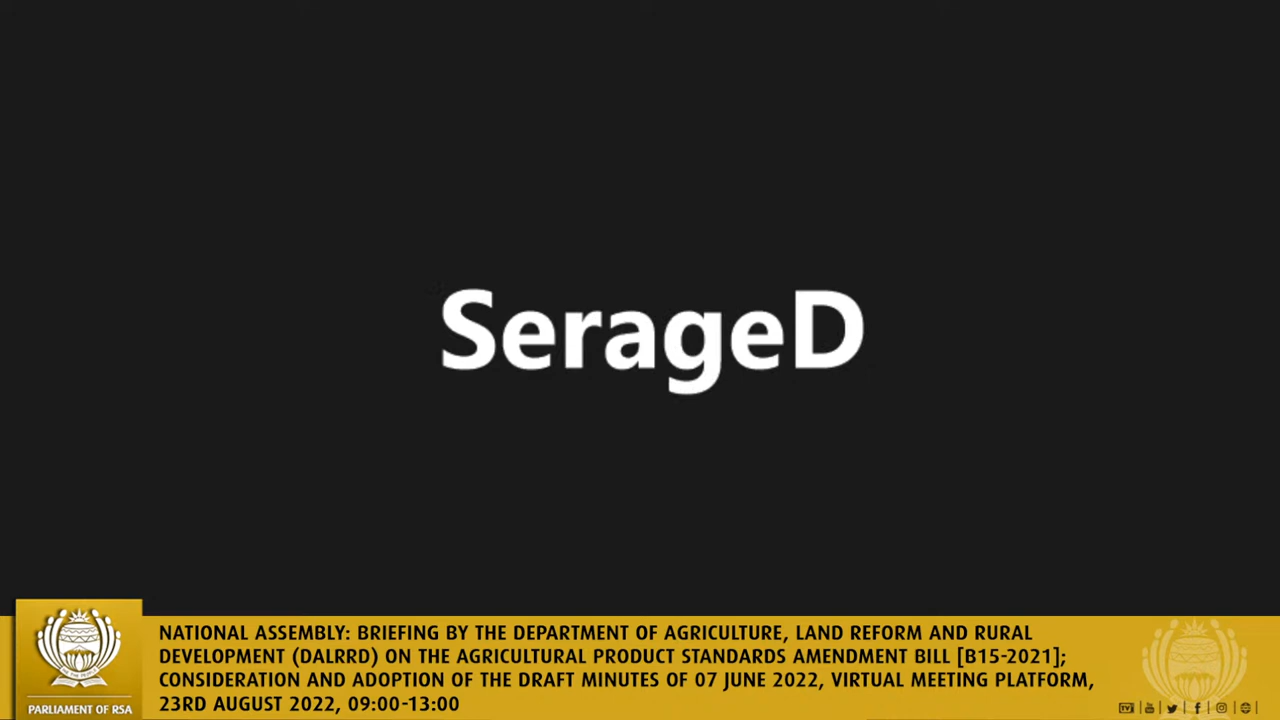 SerageD
NATIONAL ASSEMBLY: BRIEFING BY THE DEPARTMENT OF AGRICULTURE, LAND REFORM AND RURAL
DEVELOPMENT (DALRRD) ON THE AGRICULTURAL PRODUCT STANDARDS AMENDMENT BILL [B15-2021];
CONSIDERATION AND ADOPTION OF THE DRAFT MINUTES OF 07 JUNE 2022, VIRTUAL MEETING PLATFORM,
23RD AUGUST 2022, 09:00-13:00
PARLIAMENT OF RSA